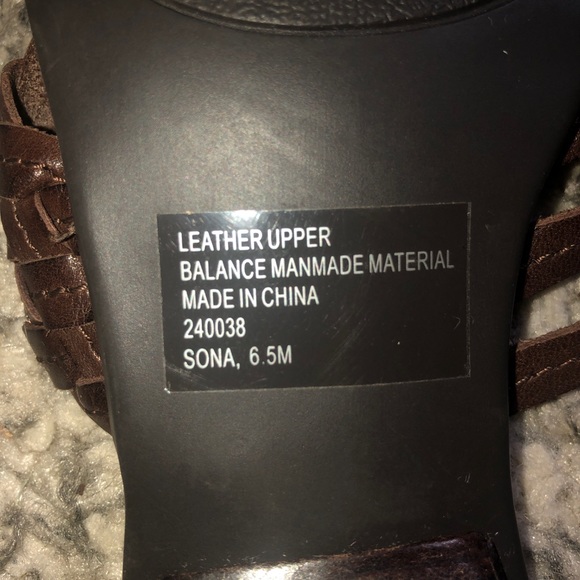 LEATHER UPPER
BALANCE MANMADE MATERIAL
MADE IN CHINA
240038
SONA, 6.5M